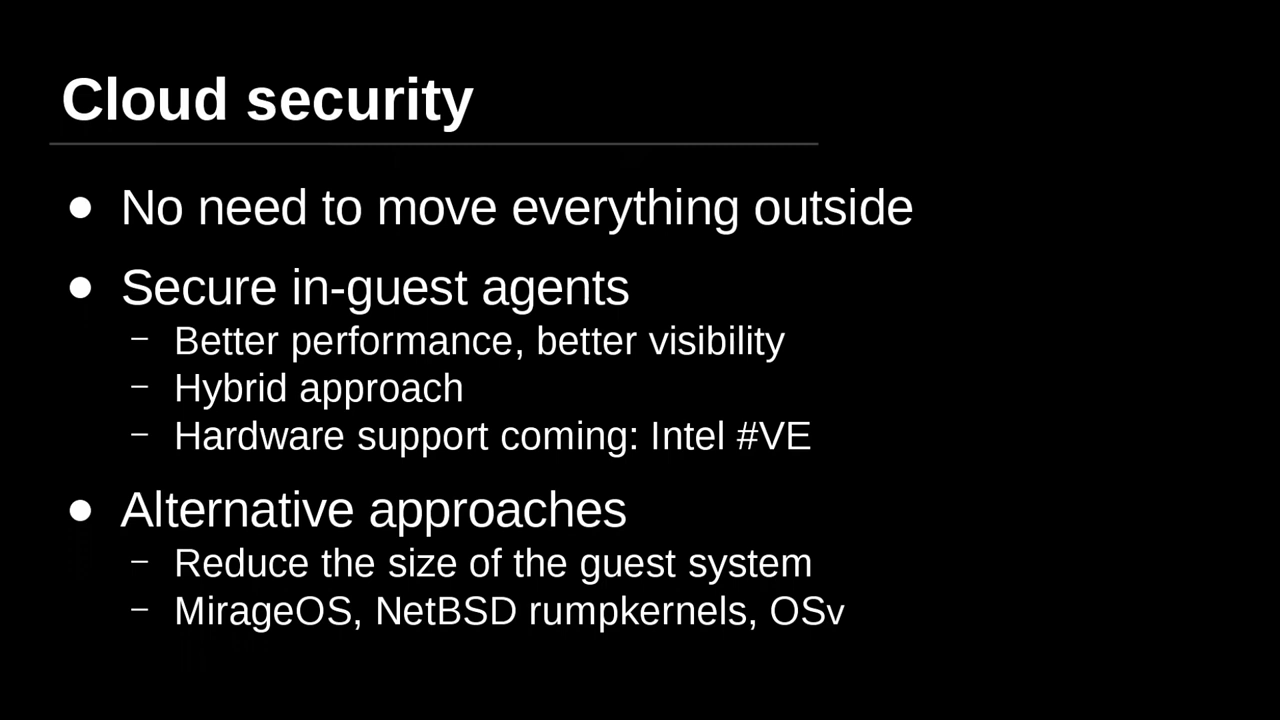 Cloud security
● No need to move everything outside
● Secure in-guest agents
– Better performance, better visibility
– Hybrid approach
– Hardware support coming: Intel #VE
● Alternative approaches
– Reduce the size of the guest system
– MirageOS, NetBSD rumpkernels, OSv